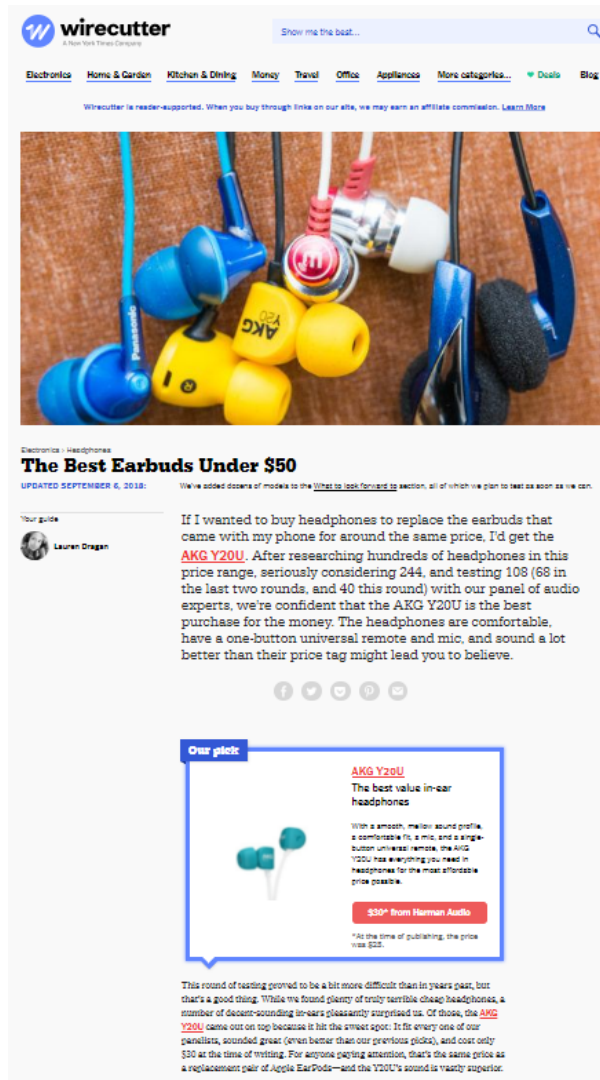 wirecutter
A New York Times Company
Show me the best...
Electronics Home & Garden Kitchen & Dining Money Travel Office Appliances More categories... Deals Blog
Wirecutter is reader-supported. When you buy through links on our site, we may earn an affiliate commission. Learn More
Panasonic
AKG
Y20
R
m
Electronics › Headphones
The Best Earbuds Under $50
UPDATED SEPTEMBER 6, 2018:
We've added dozens of models to the What to look forward to section, all of which we plan to test as soon as we can.
Your guide
Lauren Dragan
If I wanted to buy headphones to replace the earbuds that
came with my phone for around the same price, I'd get the
AKG Y20U. After researching hundreds of headphones in this
price range, seriously considering 244, and testing 108 (68 in
the last two rounds, and 40 this round) with our panel of audio
experts, we're confident that the AKG Y20U is the best
purchase for the money. The headphones are comfortable,
have a one-button universal remote and mic, and sound a lot
better than their price tag might lead you to believe.
Our pick
AKG Y20U
The best value in-ear
headphones
With a smooth, mellow sound profile,
a comfortable fit, a mic, and a single-
button universal remote, the AKG
Y20U has everything you need in
headphones for the most affordable
price possible.
$30* from Harman Audio
*At the time of publishing, the price
was $25.
This round of testing proved to be a bit more difficult than in years past, but
that's a good thing. While we found plenty of truly terrible cheap headphones, a
number of decent-sounding in-ears pleasantly surprised us. Of those, the AKG
Y20U came out on top because it hit the sweet spot: It fit every one of our
panelists, sounded great (even better than our previous picks), and cost only
$30 at the time of writing. For anyone paying attention, that's the same price as
a replacement pair of Apple EarPods—and the Y20U's sound is vastly superior.